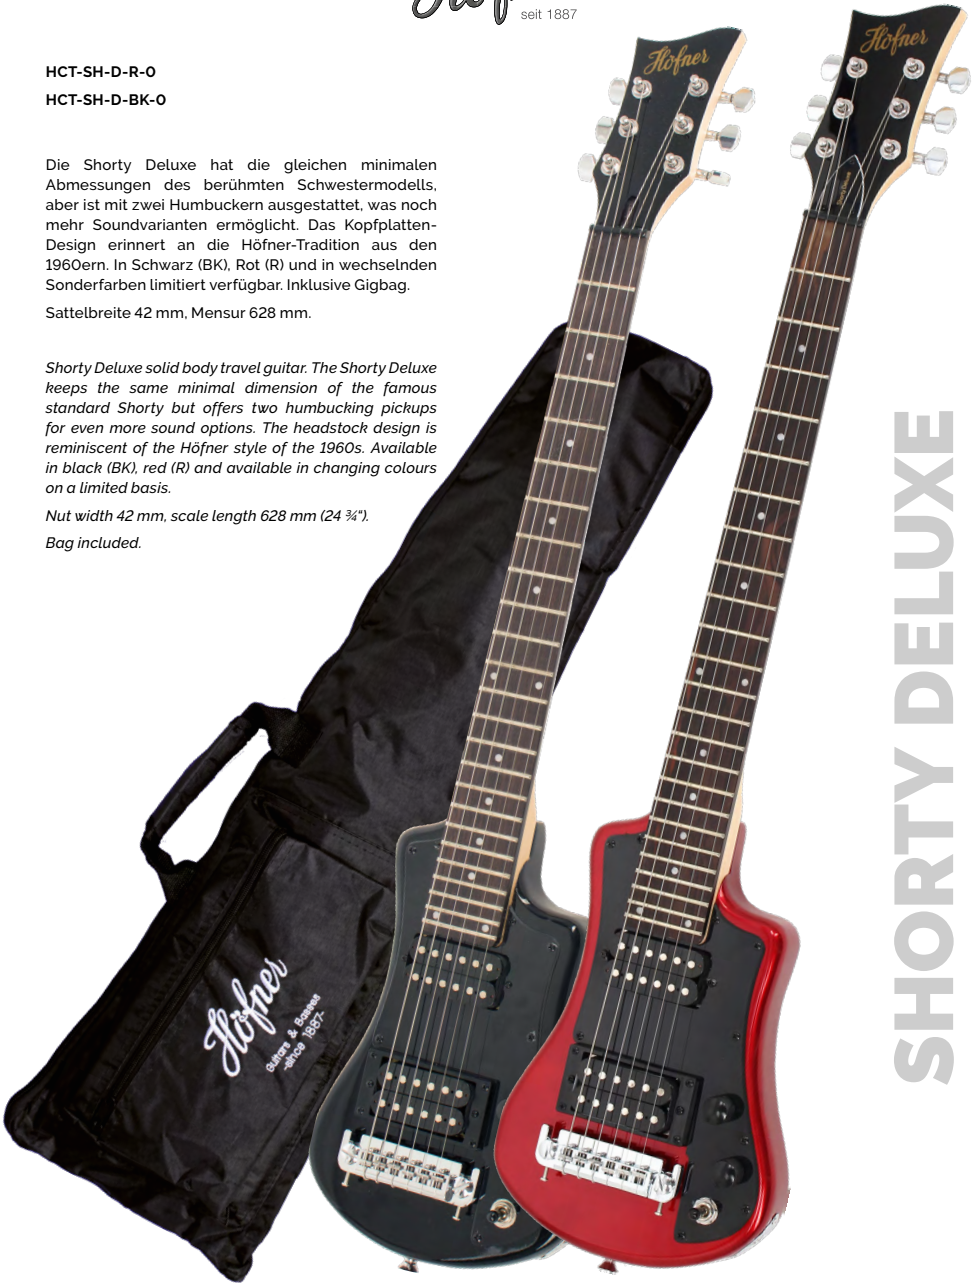 Höfner
seit 1887
HCT-SH-D-R-0
HCT-SH-D-BK-0
Die Shorty Deluxe hat die gleichen minimalen
Abmessungen des berühmten Schwestermodells,
aber ist mit zwei Humbuckern ausgestattet, was noch
mehr Soundvarianten ermöglicht. Das Kopfplatten-
Design erinnert an die Höfner-Tradition aus den
1960ern. In Schwarz (BK), Rot (R) und in wechselnden
Sonderfarben limitiert verfügbar. Inklusive Gigbag.
Sattelbreite 42 mm, Mensur 628 mm.
Shorty Deluxe solid body travel guitar. The Shorty Deluxe
keeps the same minimal dimension of the famous
standard Shorty but offers two humbucking pickups
for even more sound options. The headstock design is
reminiscent of the Höfner style of the 1960s. Available
in black (BK), red (R) and available in changing colours
on a limited basis.
Nut width 42 mm, scale length 628 mm (24 ¾“).
Bag included.
Höfner
Höfner
Shorty Deluxe
Höfner
Guitars & Basses
-since 1887-
SHORTY DELUXE